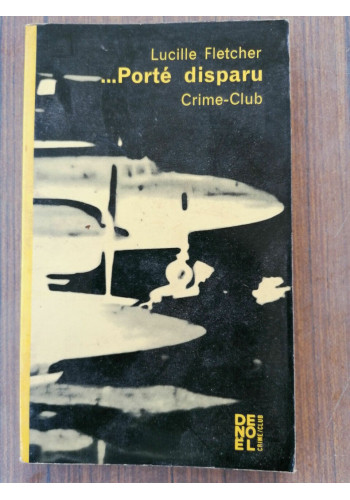 Lucille Fletcher
...Porté disparu
Crime-Club
DE
NO
EL
CRIME/CLUB